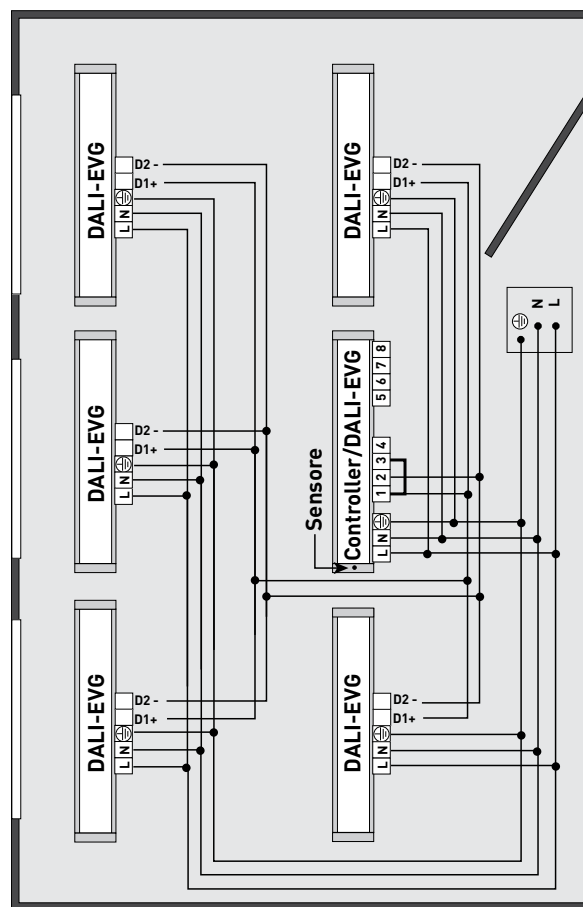 DALI-EVG
D2 -
D1+
N
L
DALI-EVG
D2 -
D1+
N
L
N
L
DALI-EVG
D2 -
D1+
N
L
Sensore
Controller/DALI-EVG
8
7
6
5
4
3
2
1
N
L
DALI-EVG
D2 -
D1+
N
L
DALI-EVG
D2 -
D1+
N
L